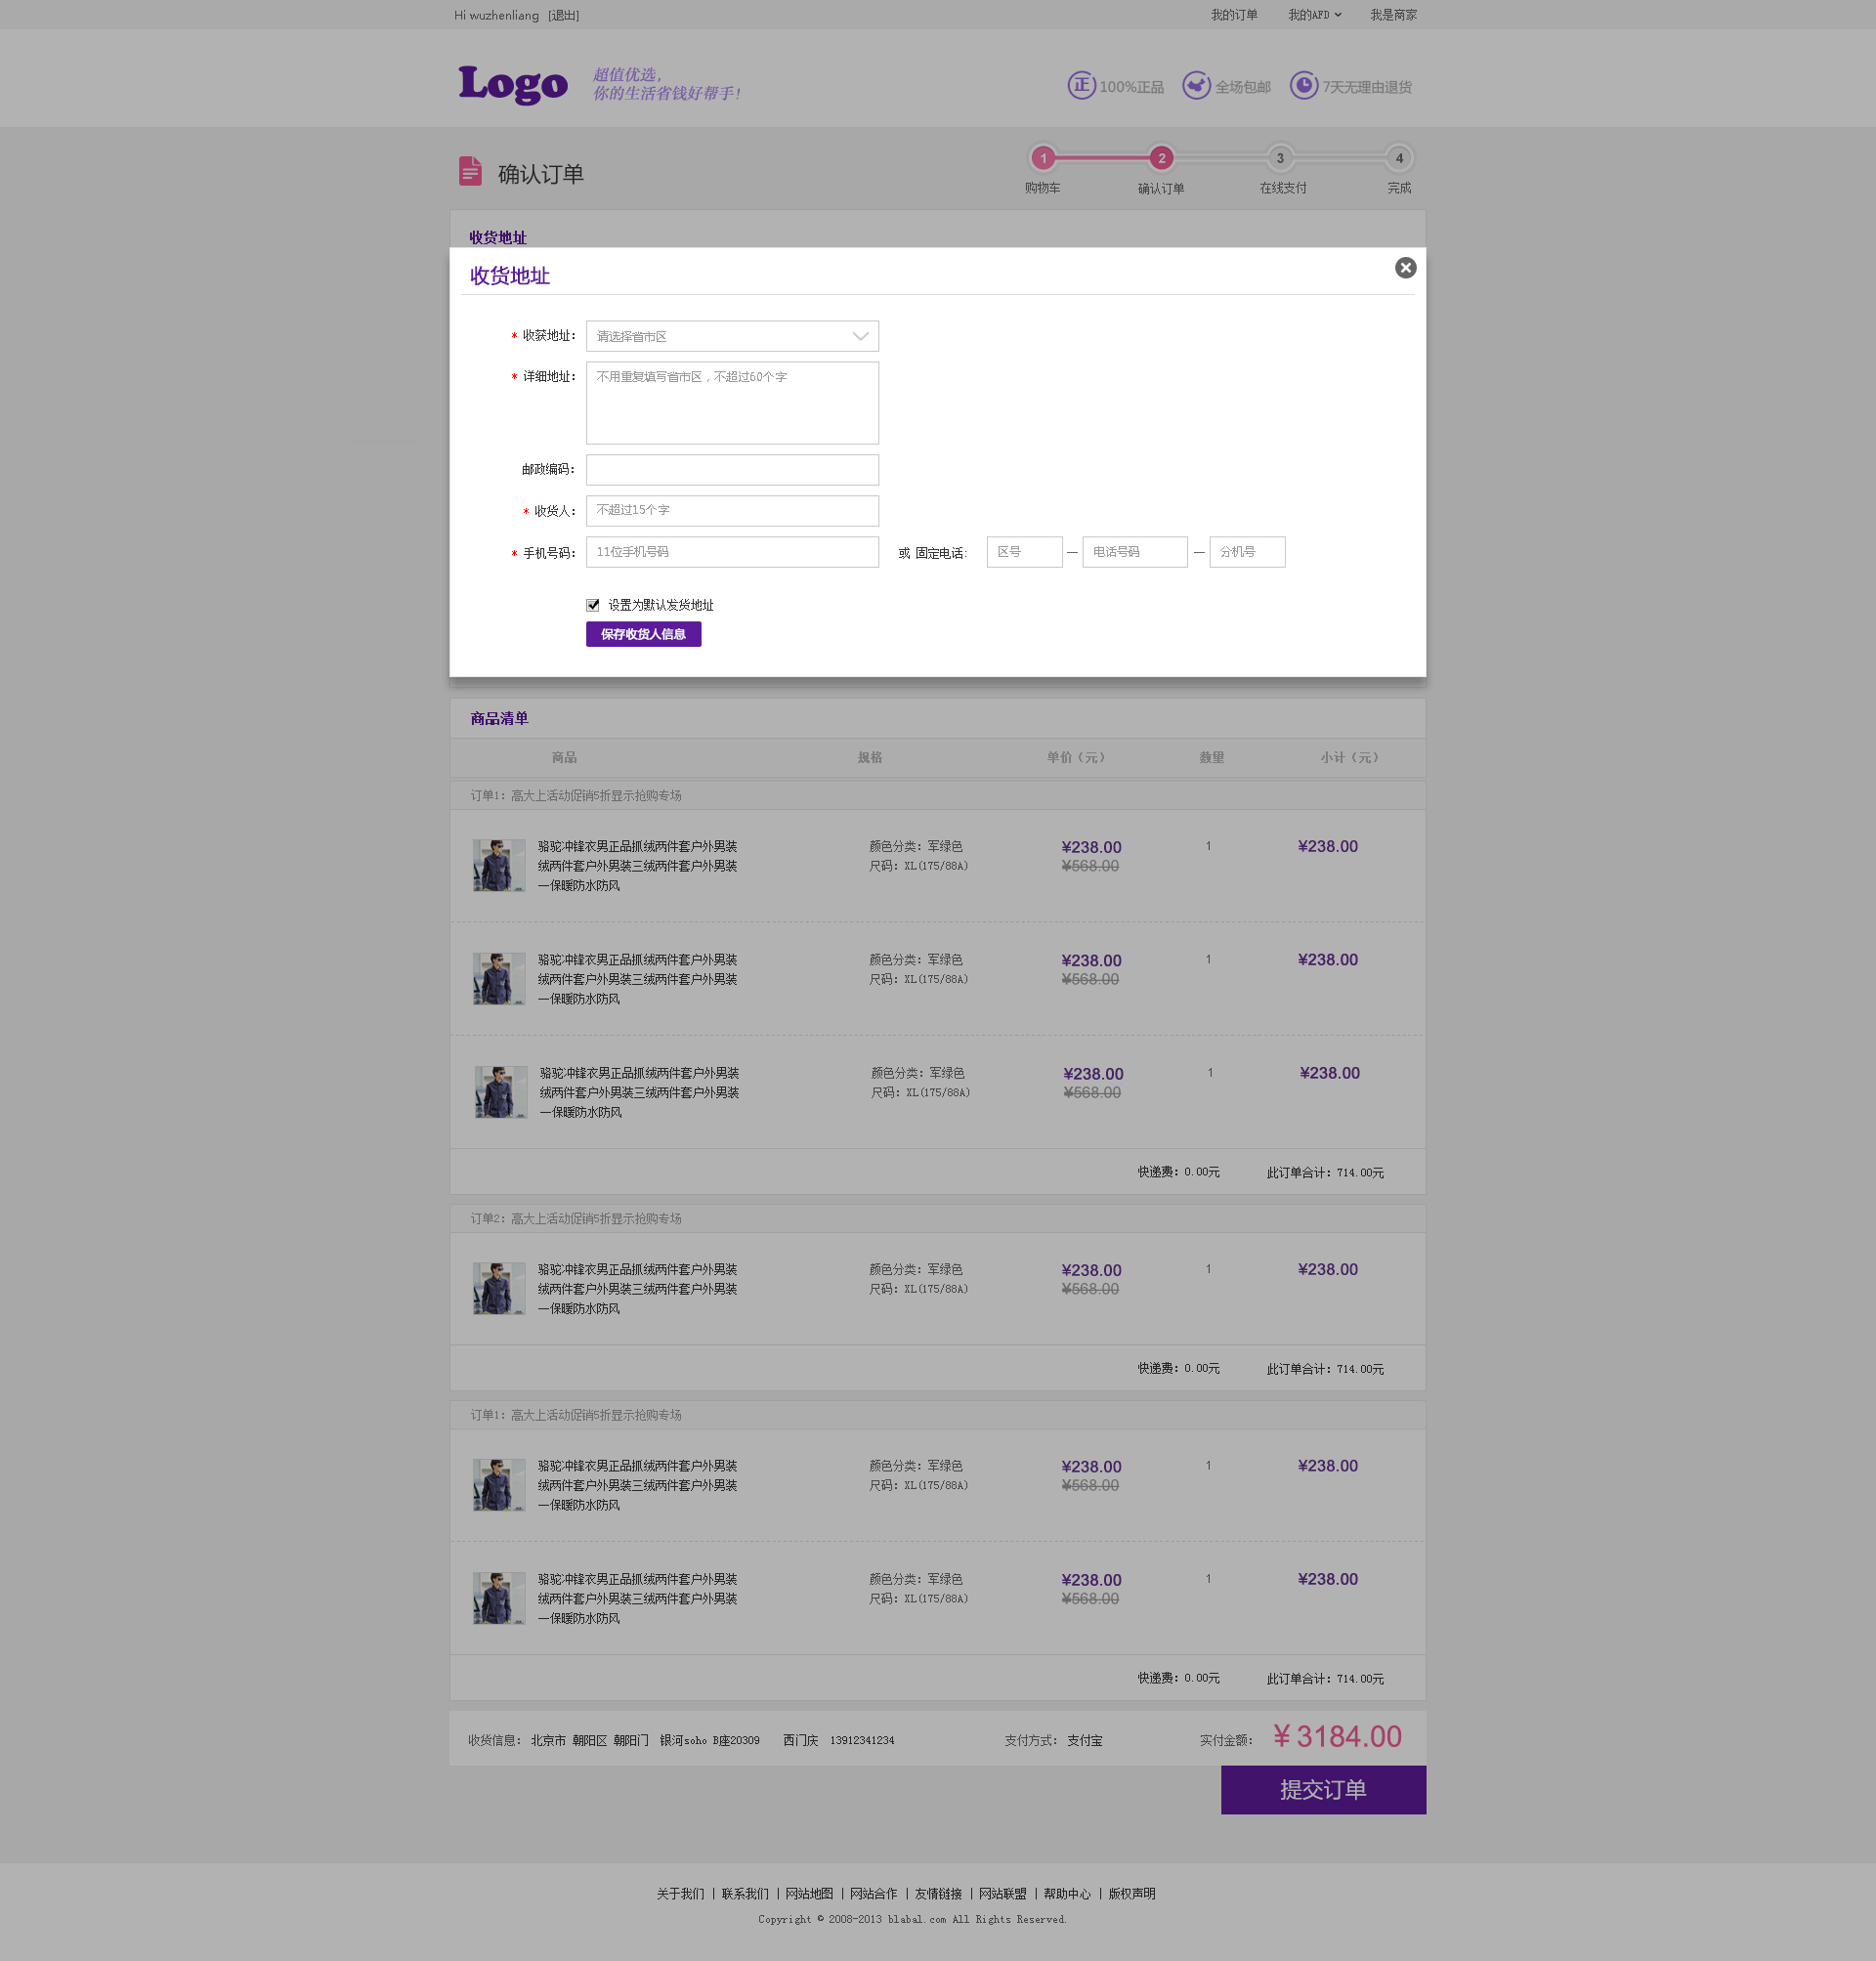 Hi wuzhenliang [退出]
我的订单 我的AFD 我是商家
Logo
超值优选，
你的生活省钱好帮手！
正 100%正品 全场包邮 7天无理由退货
确认订单
1 2 3 4
购物车 确认订单 在线支付 完成
收货地址
收货地址
* 收获地址: 请选择省市区
* 详细地址: 不用重复填写省市区，不超过60个字
邮政编码:
* 收货人: 不超过15个字
* 手机号码: 11位手机号码 或 固定电话: 区号 — 电话号码 — 分机号
设置为默认发货地址
保存收货人信息
商品清单
商品 规格 单价（元） 数量 小计（元）
订单1: 高大上活动促销5折显示抢购专场
骆驼冲锋衣男正品抓绒两件套户外男装 颜色分类: 军绿色 ¥238.00 1 ¥238.00
绒两件套户外男装三绒两件套户外男装 尺码: XL(175/88A) ¥568.00
一保暖防水防风
骆驼冲锋衣男正品抓绒两件套户外男装 颜色分类: 军绿色 ¥238.00 1 ¥238.00
绒两件套户外男装三绒两件套户外男装 尺码: XL(175/88A) ¥568.00
一保暖防水防风
骆驼冲锋衣男正品抓绒两件套户外男装 颜色分类: 军绿色 ¥238.00 1 ¥238.00
绒两件套户外男装三绒两件套户外男装 尺码: XL(175/88A) ¥568.00
一保暖防水防风
快递费: 0.00元 此订单合计: 714.00元
订单2: 高大上活动促销5折显示抢购专场
骆驼冲锋衣男正品抓绒两件套户外男装 颜色分类: 军绿色 ¥238.00 1 ¥238.00
绒两件套户外男装三绒两件套户外男装 尺码: XL(175/88A) ¥568.00
一保暖防水防风
快递费: 0.00元 此订单合计: 714.00元
订单1: 高大上活动促销5折显示抢购专场
骆驼冲锋衣男正品抓绒两件套户外男装 颜色分类: 军绿色 ¥238.00 1 ¥238.00
绒两件套户外男装三绒两件套户外男装 尺码: XL(175/88A) ¥568.00
一保暖防水防风
骆驼冲锋衣男正品抓绒两件套户外男装 颜色分类: 军绿色 ¥238.00 1 ¥238.00
绒两件套户外男装三绒两件套户外男装 尺码: XL(175/88A) ¥568.00
一保暖防水防风
快递费: 0.00元 此订单合计: 714.00元
收货信息: 北京市 朝阳区 朝阳门 银河soho B座20309 西门庆 13912341234 支付方式: 支付宝 实付金额: ¥3184.00
提交订单
关于我们 | 联系我们 | 网站地图 | 网站合作 | 友情链接 | 网站联盟 | 帮助中心 | 版权声明
Copyright © 2008-2013 blabal.com All Rights Reserved.